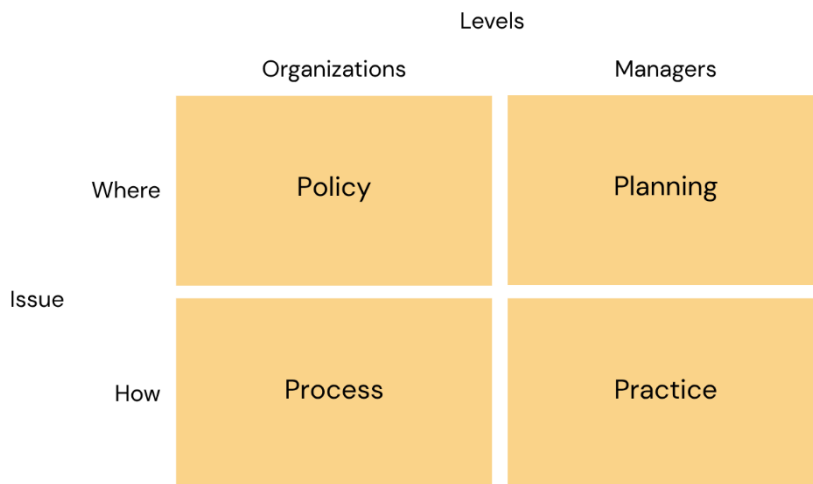 Levels
Organizations Managers
Where Policy Planning
Issue
How Process Practice